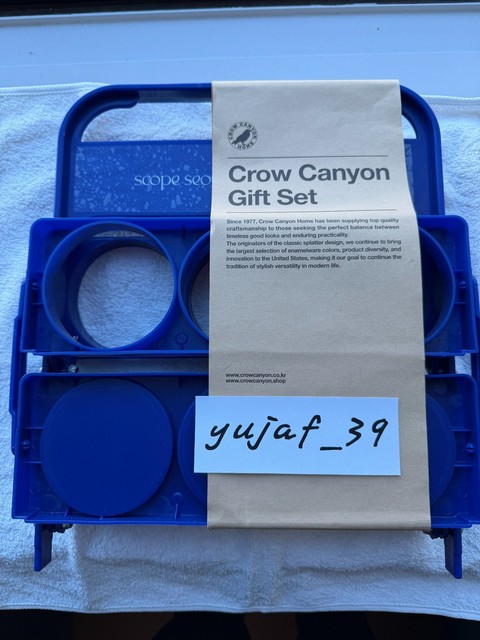 CROW CANYON
HOME
scope seo
Crow Canyon
Gift Set
Since 1977, Crow Canyon Home has been supplying top quality
craftsmanship to those seeking the perfect balance between
timeless good looks and enduring practicality.
The originators of the classic splatter design, we continue to bring
the largest selection of enamelware colors, product diversity, and
innovation to the United States, making it our goal to continue the
tradition of stylish versatility in modern life.
www.crowcanyon.co.kr
www.crowcanyon.shop
yujaf_39